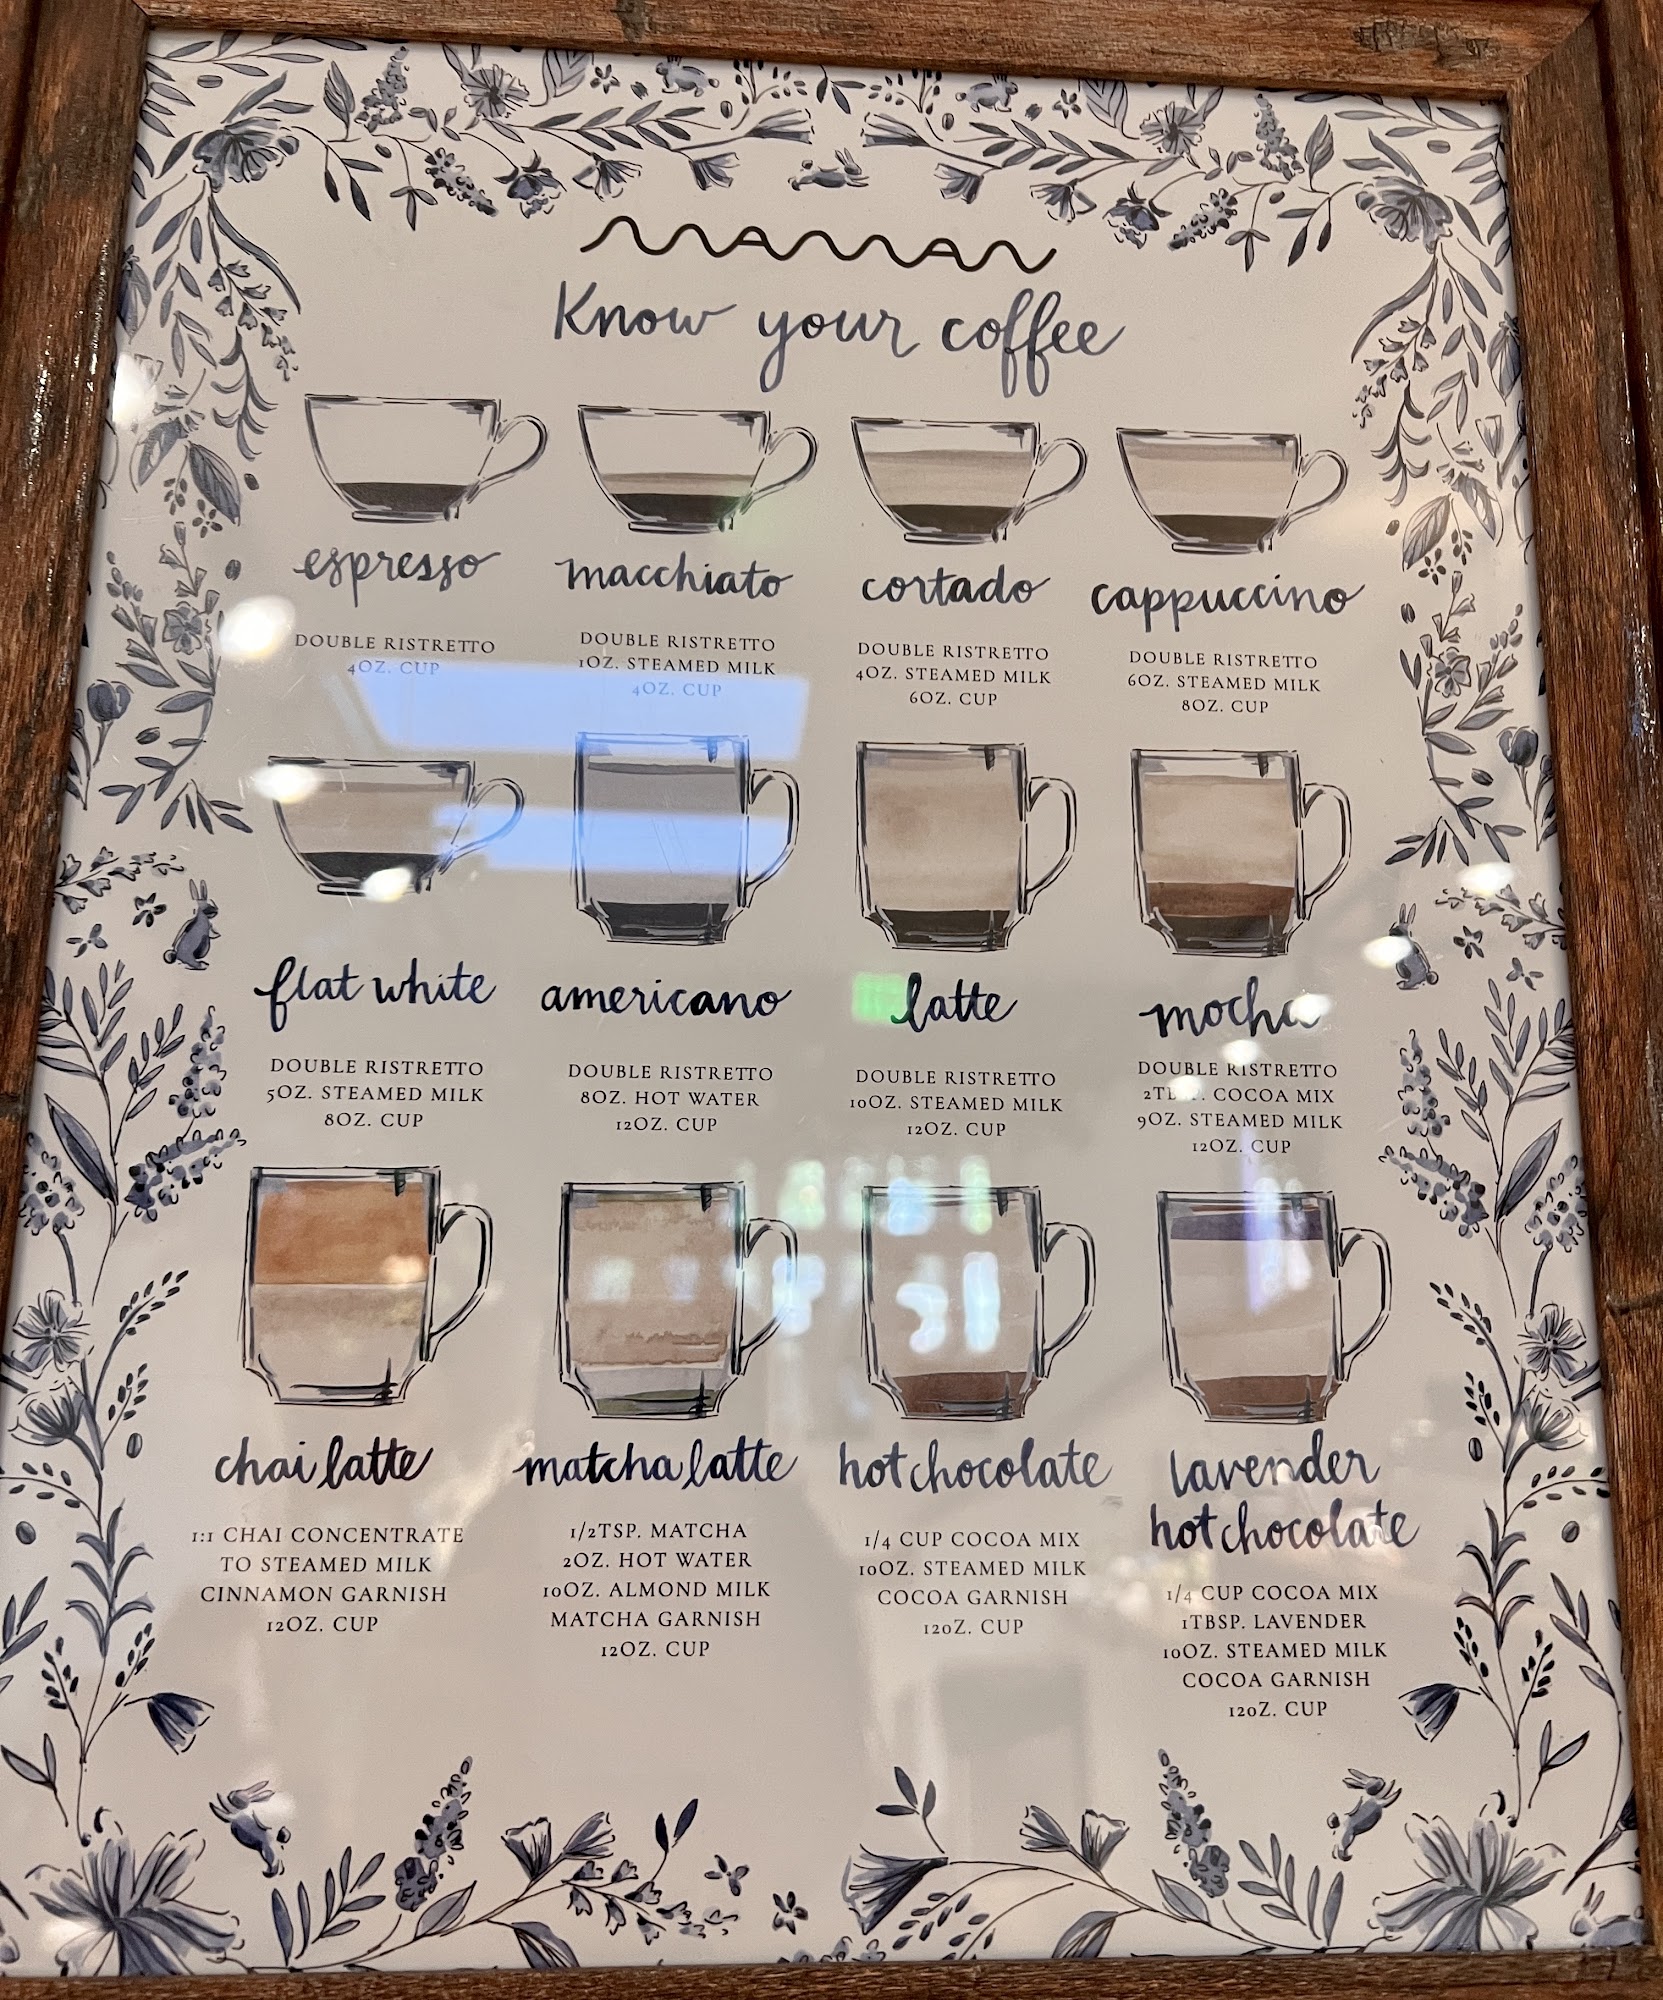 MAMAN
Know your coffee
espresso
DOUBLE RISTRETTO
4OZ. CUP
macchiato
DOUBLE RISTRETTO
1OZ. STEAMED MILK
4OZ. CUP
cortado
DOUBLE RISTRETTO
4OZ. STEAMED MILK
6OZ. CUP
cappuccino
DOUBLE RISTRETTO
6OZ. STEAMED MILK
8OZ. CUP
flat white
DOUBLE RISTRETTO
5OZ. STEAMED MILK
8OZ. CUP
americano
DOUBLE RISTRETTO
8OZ. HOT WATER
12OZ. CUP
latte
DOUBLE RISTRETTO
10OZ. STEAMED MILK
12OZ. CUP
mocha
DOUBLE RISTRETTO
COCOA MIX
9OZ. STEAMED MILK
12OZ. CUP
chai latte
1:1 CHAI CONCENTRATE
TO STEAMED MILK
CINNAMON GARNISH
12OZ. CUP
matcha latte
1/2TSP. MATCHA
2OZ. HOT WATER
10OZ. ALMOND MILK
MATCHA GARNISH
12OZ. CUP
hot chocolate
1/4 CUP COCOA MIX
10OZ. STEAMED MILK
COCOA GARNISH
12OZ. CUP
lavender
hot chocolate
1/4 CUP COCOA MIX
1TBSP. LAVENDER
10OZ. STEAMED MILK
COCOA GARNISH
12OZ. CUP